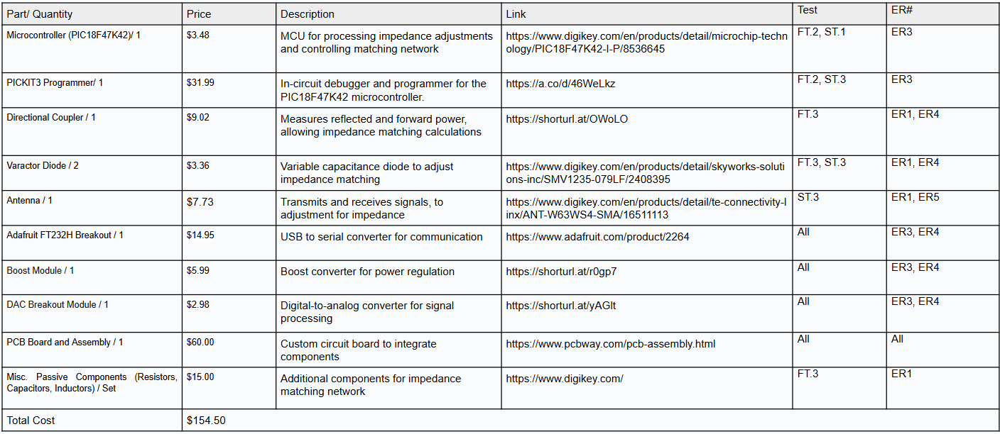 Part/ Quantity Price Description Link Test ER#
Microcontroller (PIC18F47K42)/ 1 $3.48 MCU for processing impedance adjustments https://www.digikey.com/en/products/detail/microchip-techn FT.2, ST.1 ER3
and controlling matching network ology/PIC18F47K42-I-P/8536645
PICKIT3 Programmer/ 1 $31.99 In-circuit debugger and programmer for the https://a.co/d/46WeLkz FT.2, ST.3 ER3
PIC18F47K42 microcontroller.
Directional Coupler / 1 $9.02 Measures reflected and forward power, https://shorturl.at/OWoLO FT.3 ER1, ER4
allowing impedance matching calculations
Varactor Diode / 2 $3.36 Variable capacitance diode to adjust https://www.digikey.com/en/products/detail/skyworks-soluti FT.3, ST.3 ER1, ER4
impedance matching ons-inc/SMV1235-079LF/2408395
Antenna / 1 $7.73 Transmits and receives signals, to https://www.digikey.com/en/products/detail/te-connectivity-l ST.3 ER1, ER5
adjustment for impedance inx/ANT-W63WS4-SMA/16511113
Adafruit FT232H Breakout / 1 $14.95 USB to serial converter for communication https://www.adafruit.com/product/2264 All ER3, ER4
Boost Module / 1 $5.99 Boost converter for power regulation https://shorturl.at/r0gp7 All ER3, ER4
DAC Breakout Module / 1 $2.98 Digital-to-analog converter for signal https://shorturl.at/yAGlt All ER3, ER4
processing
PCB Board and Assembly / 1 $60.00 Custom circuit board to integrate https://www.pcbway.com/pcb-assembly.html All All
components
Misc. Passive Components (Resistors, $15.00 Additional components for impedance https://www.digikey.com/ FT.3 ER1
Capacitors, Inductors) / Set matching network
Total Cost $154.50